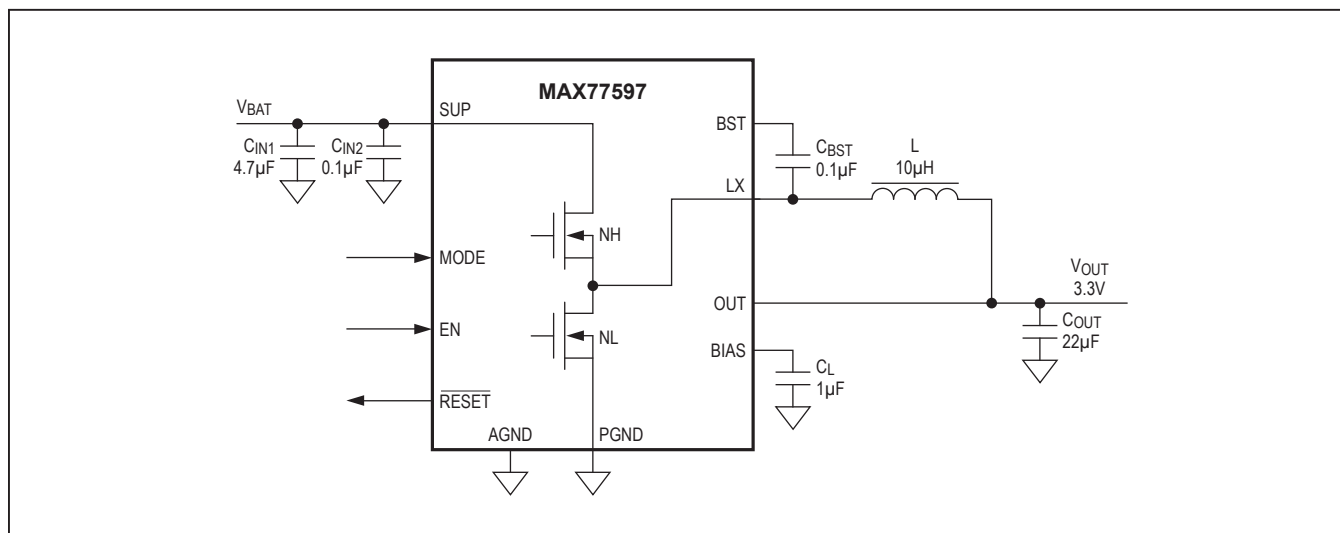 MAX77597
VBAT
SUP
CIN1
4.7µF
CIN2
0.1µF
BST
CBST
0.1µF
L
10µH
LX
NH
MODE
VOUT
3.3V
OUT
COUT
22µF
EN
NL
BIAS
CL
1µF
RESET
AGND
PGND